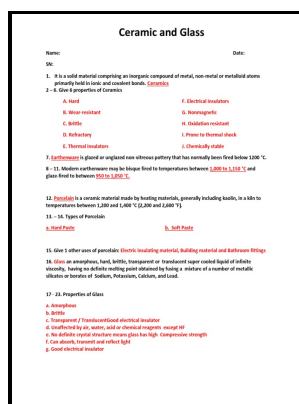 Ceramic and Glass
Name: Date:
SN:
1. It is a solid material comprising an inorganic compound of metal, non-metal or metalloid atoms
primarily held in ionic and covalent bonds. Ceramics
2 – 6. Give 6 properties of Ceramics
A. Hard F. Electrical insulators
B. Wear-resistant G. Nonmagnetic
C. Brittle H. Oxidation resistant
D. Refractory I. Prone to thermal shock
E. Thermal insulators J. Chemically stable
7. Earthenware is glazed or unglazed non vitreous pottery that has normally been fired below 1200 °C.
8 – 11. Modern earthenware may be bisque fired to temperatures between 1,000 to 1,150 °C and
glaze-fired to between 950 to 1,050 °C.
12. Porcelain is a ceramic material made by heating materials, generally including kaolin, in a kiln to
temperatures between 1,200 and 1,400 °C (2,200 and 2,600 °F).
13. – 14. Types of Porcelain
a. Hard Paste b. Soft Paste
15. Give 1 other uses of porcelain: Electric insulating material, Building material and Bathroom fittings
16. Glass an amorphous, hard, brittle, transparent or translucent super cooled liquid of infinite
viscosity, having no definite melting point obtained by fusing a mixture of a number of metallic
silicates or borates of Sodium, Potassium, Calcium, and Lead.
17 - 23. Properties of Glass
a. Amorphous
b. Brittle
c. Transparent / TranslucentGood electrical insulator
d. Unaffected by air, water, acid or chemical reagents except HF
e. No definite crystal structure means glass has high Compressive strength
f. Can absorb, transmit and reflect light
g. Good electrical insulator